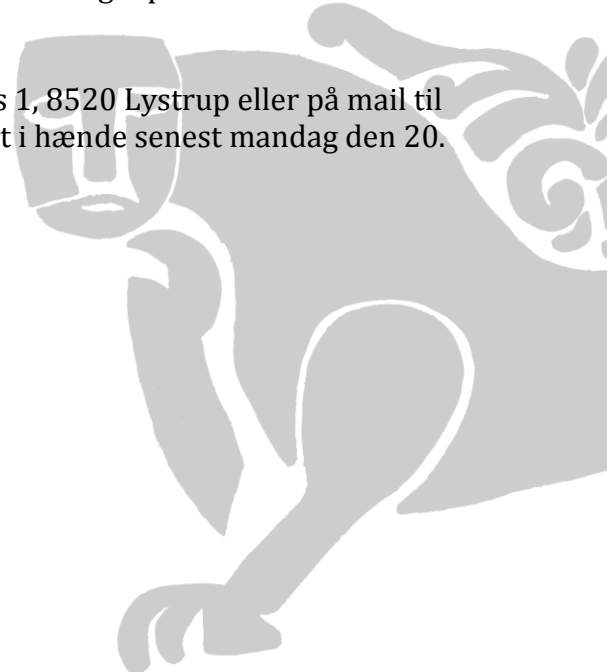 s 1, 8520 Lystrup eller på mail til
t i hænde senest mandag den 20.